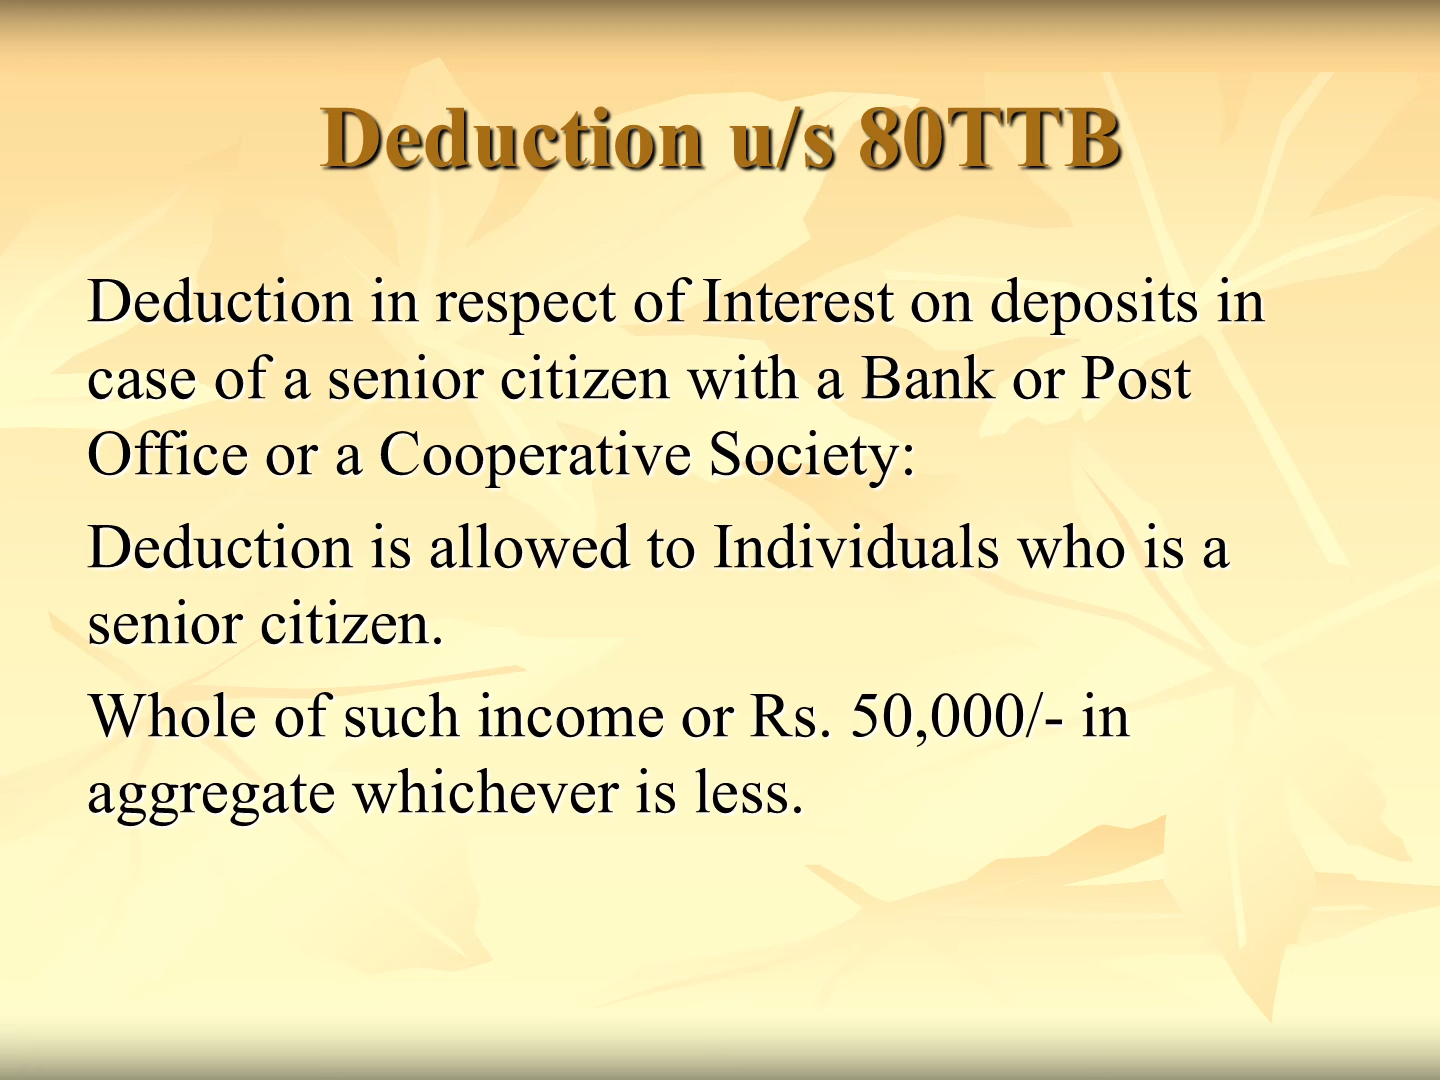 Deduction u/s 80TTB
Deduction in respect of Interest on deposits in
case of a senior citizen with a Bank or Post
Office or a Cooperative Society:
Deduction is allowed to Individuals who is a
senior citizen.
Whole of such income or Rs. 50,000/- in
aggregate whichever is less.